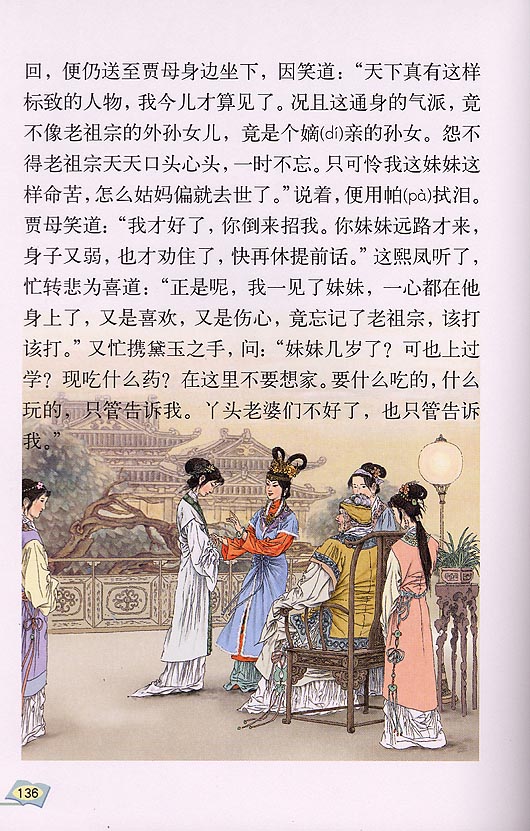 回，便仍送至贾母身边坐下，因笑道：“天下真有这样
标致的人物，我今儿才算见了。况且这通身的气派，竟
不像老祖宗的外孙女儿，竟是个嫡(dí)亲的孙女。怨不
得老祖宗天天口头心头，一时不忘。只可怜我这妹妹这
样命苦，怎么姑妈偏就去世了。”说着，便用帕(pà)拭泪。
贾母笑道：“我才好了，你倒来招我。你妹妹远路才来，
身子又弱，也才劝住了，快再休提前话。”这熙凤听了，
忙转悲为喜道：“正是呢，我一见了妹妹，一心都在他
身上了，又是喜欢，又是伤心，竟忘记了老祖宗，该打
该打。”又忙携黛玉之手，问：“妹妹几岁了？可也上过
学？现吃什么药？在这里不要想家。要什么吃的，什么
玩的，只管告诉我。丫头老婆们不好了，也只管告诉
我。”
136